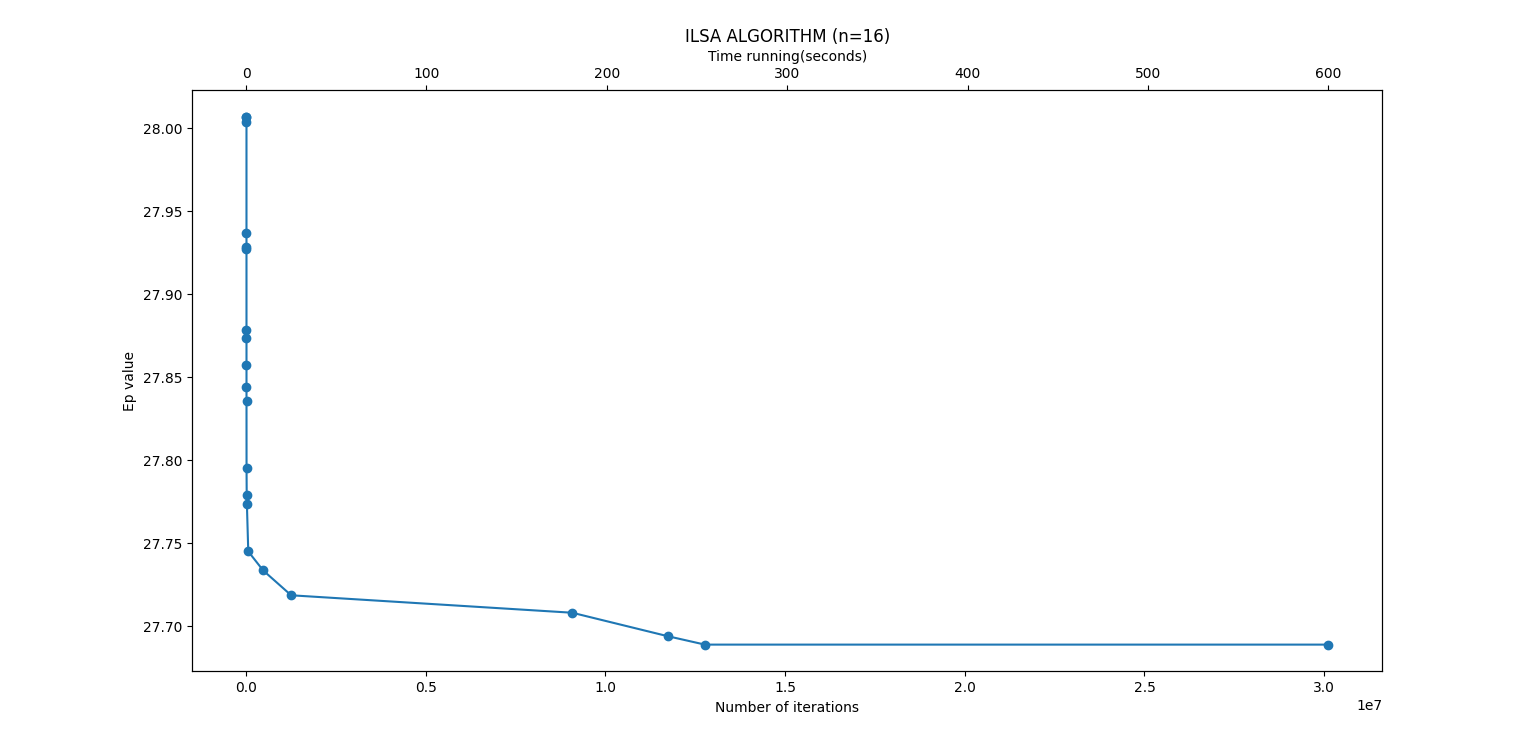 ILSA ALGORITHM (n=16)
Time running(seconds)
0 100 200 300 400 500 600
28.00
27.95
27.90
27.85
27.80
27.75
27.70
Ep value
0.0 0.5 1.0 1.5 2.0 2.5 3.0
1e7
Number of iterations